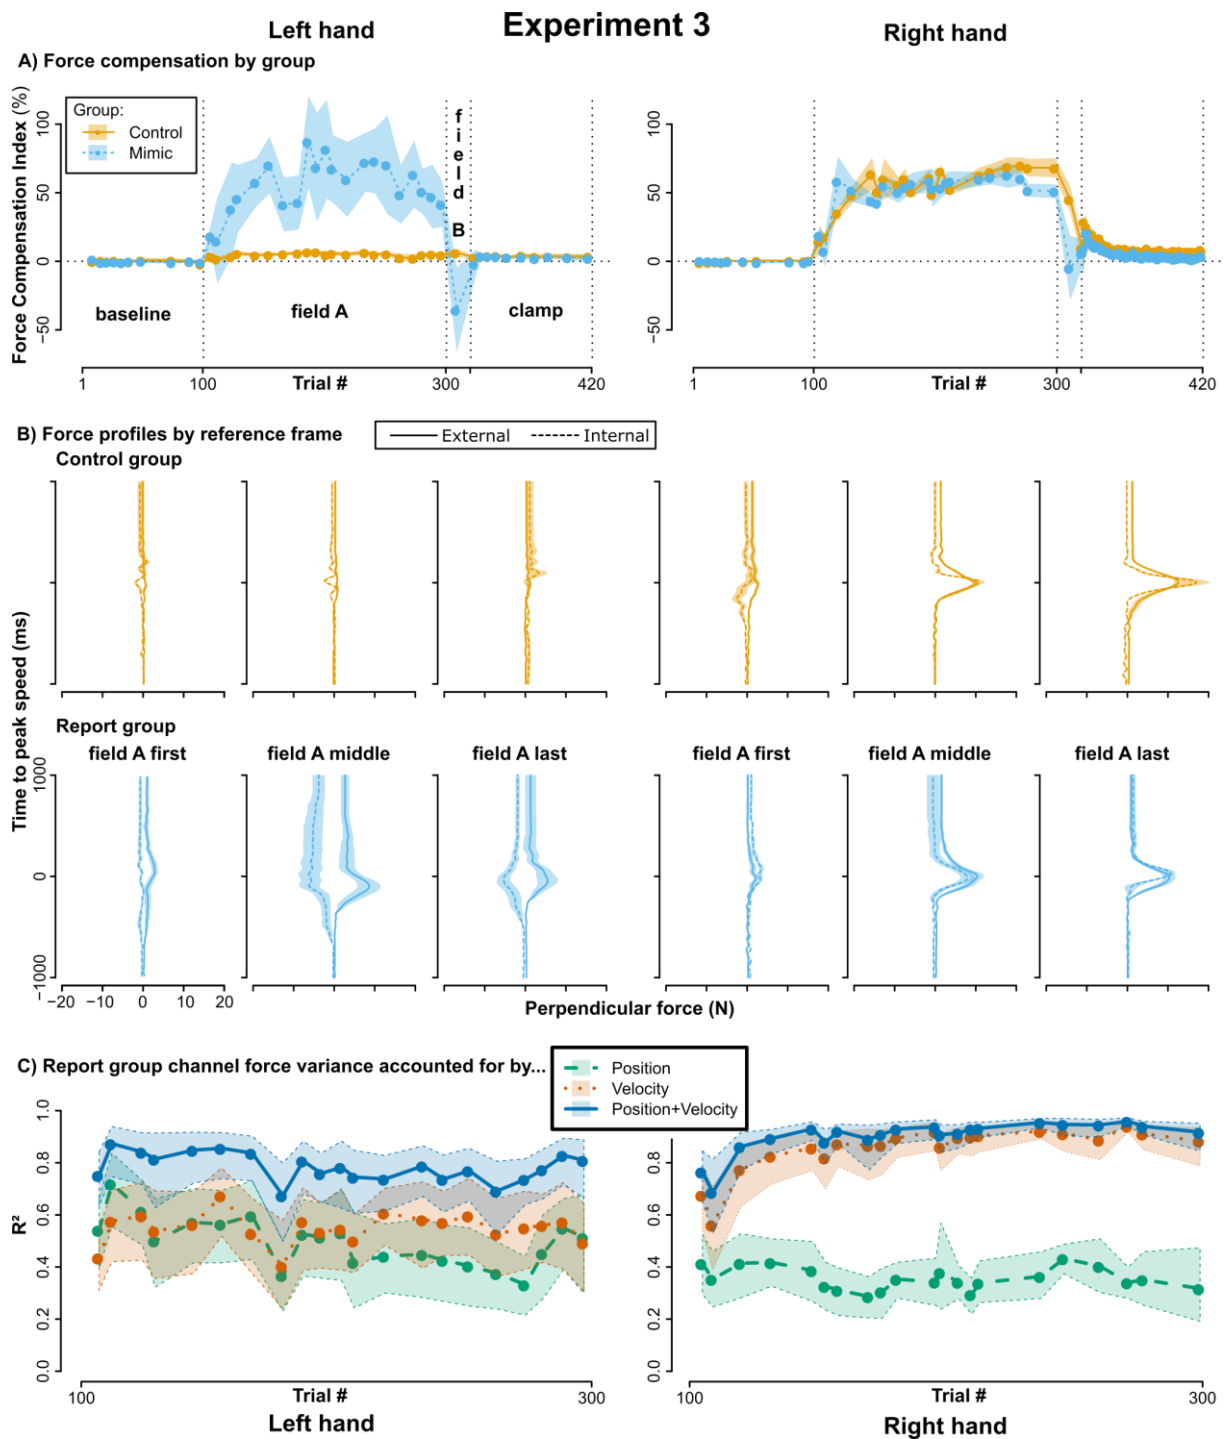 Experiment 3
Left hand
Right hand
A) Force compensation by group
Force Compensation Index (%)
Group:
Control
Mimic
100
50
0
−50
baseline
field A
field B
clamp
1
100
Trial #
300
420
100
50
0
−50
1
100
Trial #
300
420
B) Force profiles by reference frame
External
Internal
Control group
Time to peak speed (ms)
Report group
field A first
field A middle
field A last
field A first
field A middle
field A last
1000
0
−1000
−20
−10
0
10
20
Perpendicular force (N)
C) Report group channel force variance accounted for by...
Position
Velocity
Position+Velocity
R²
1.0
0.8
0.6
0.4
0.2
0.0
100
Trial #
300
Left hand
0.8
0.6
0.4
0.2
0.0
100
Trial #
300
Right hand